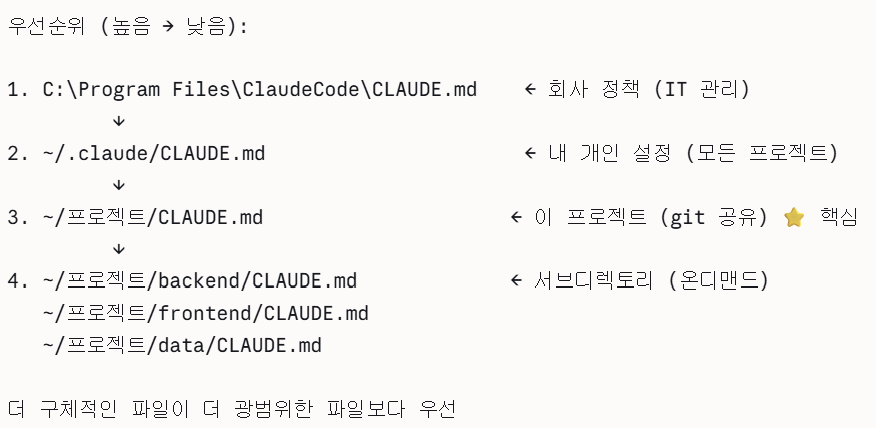 우선순위 (높음 → 낮음):
1. C:\Program Files\ClaudeCode\CLAUDE.md ← 회사 정책 (IT 관리)
↓
2. ~/.claude/CLAUDE.md ← 내 개인 설정 (모든 프로젝트)
↓
3. ~/프로젝트/CLAUDE.md ← 이 프로젝트 (git 공유) ⭐ 핵심
↓
4. ~/프로젝트/backend/CLAUDE.md ← 서브디렉토리 (온디맨드)
~/프로젝트/frontend/CLAUDE.md
~/프로젝트/data/CLAUDE.md
더 구체적인 파일이 더 광범위한 파일보다 우선